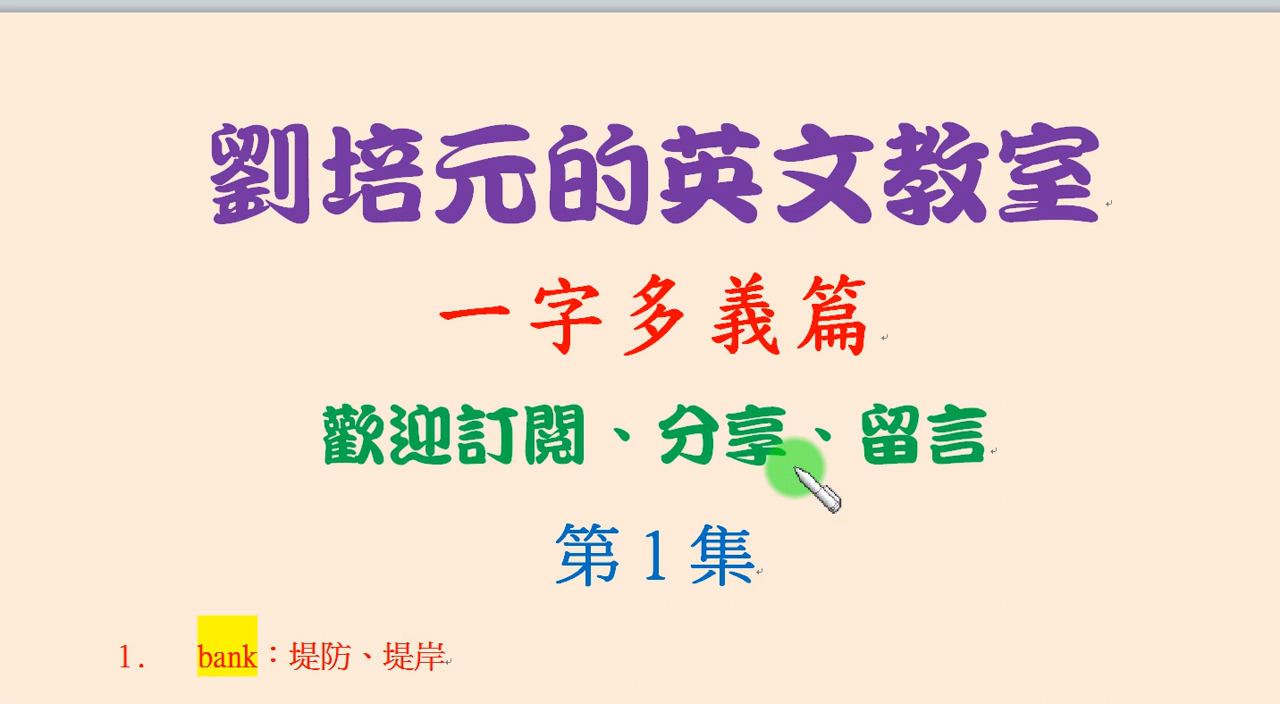 劉培元的英文教室
一字多義篇
歡迎訂閱、分享、留言
第1集
1. bank：堤防、堤岸